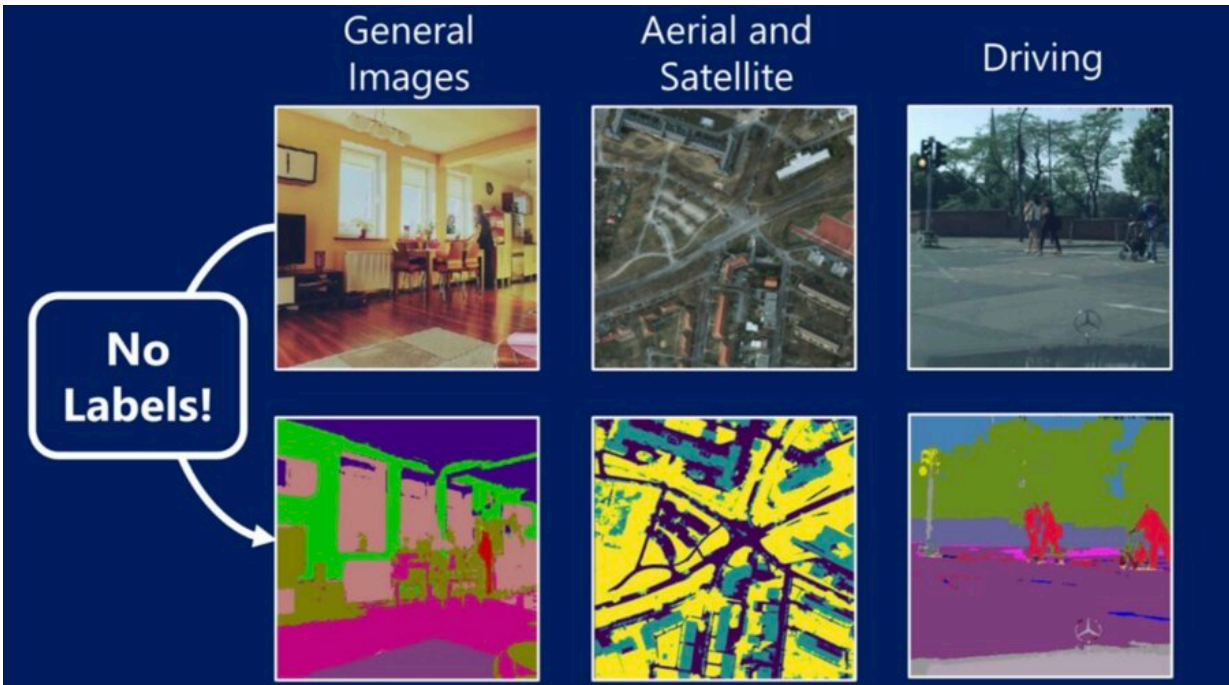 General
Images
Aerial and
Satellite
Driving
No
Labels!